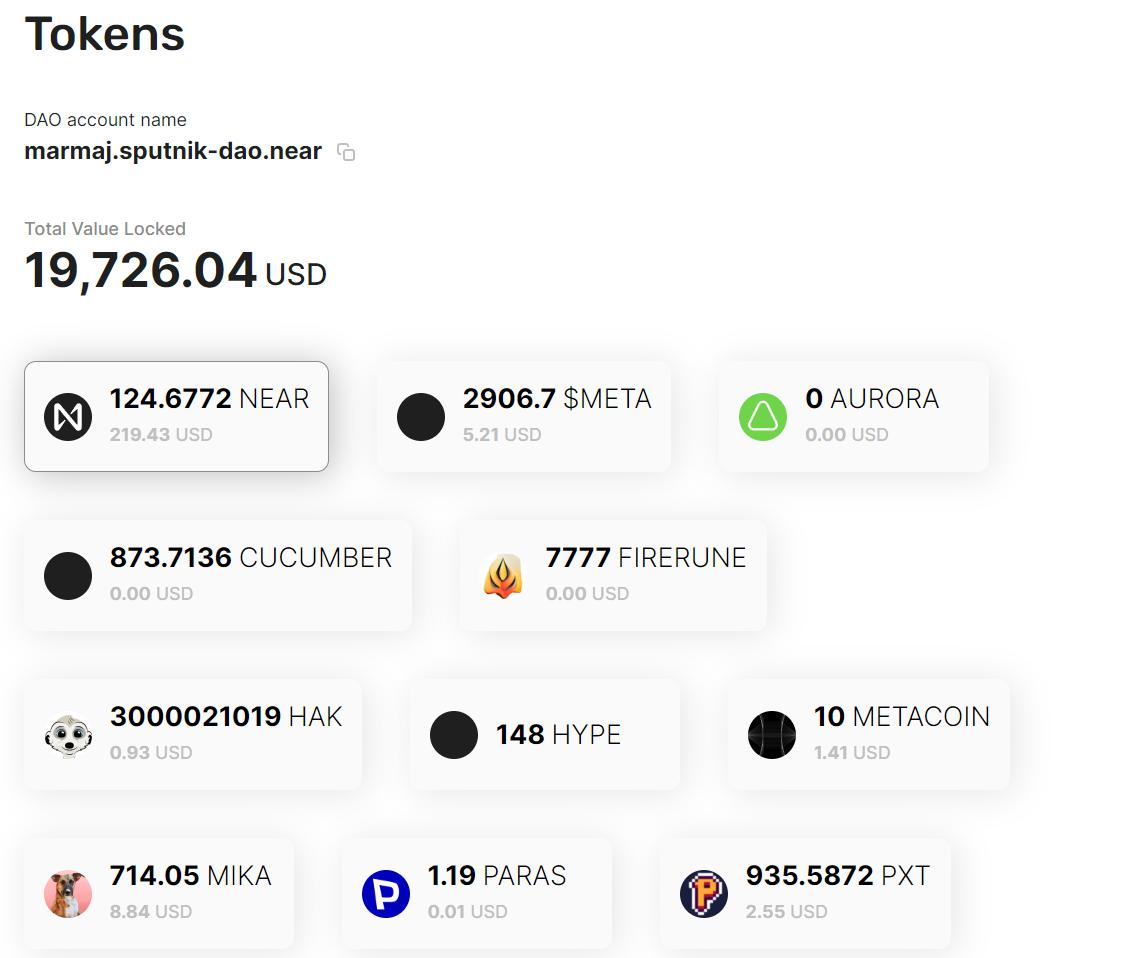 Tokens
DAO account name
marmaj.sputnik-dao.near
Total Value Locked
19,726.04 USD
124.6772 NEAR
219.43 USD
2906.7 $META
5.21 USD
0 AURORA
0.00 USD
873.7136 CUCUMBER
0.00 USD
7777 FIRERUNE
0.00 USD
3000021019 HAK
0.93 USD
148 HYPE
10 METACOIN
1.41 USD
714.05 MIKA
8.84 USD
1.19 PARAS
0.01 USD
935.5872 PXT
2.55 USD